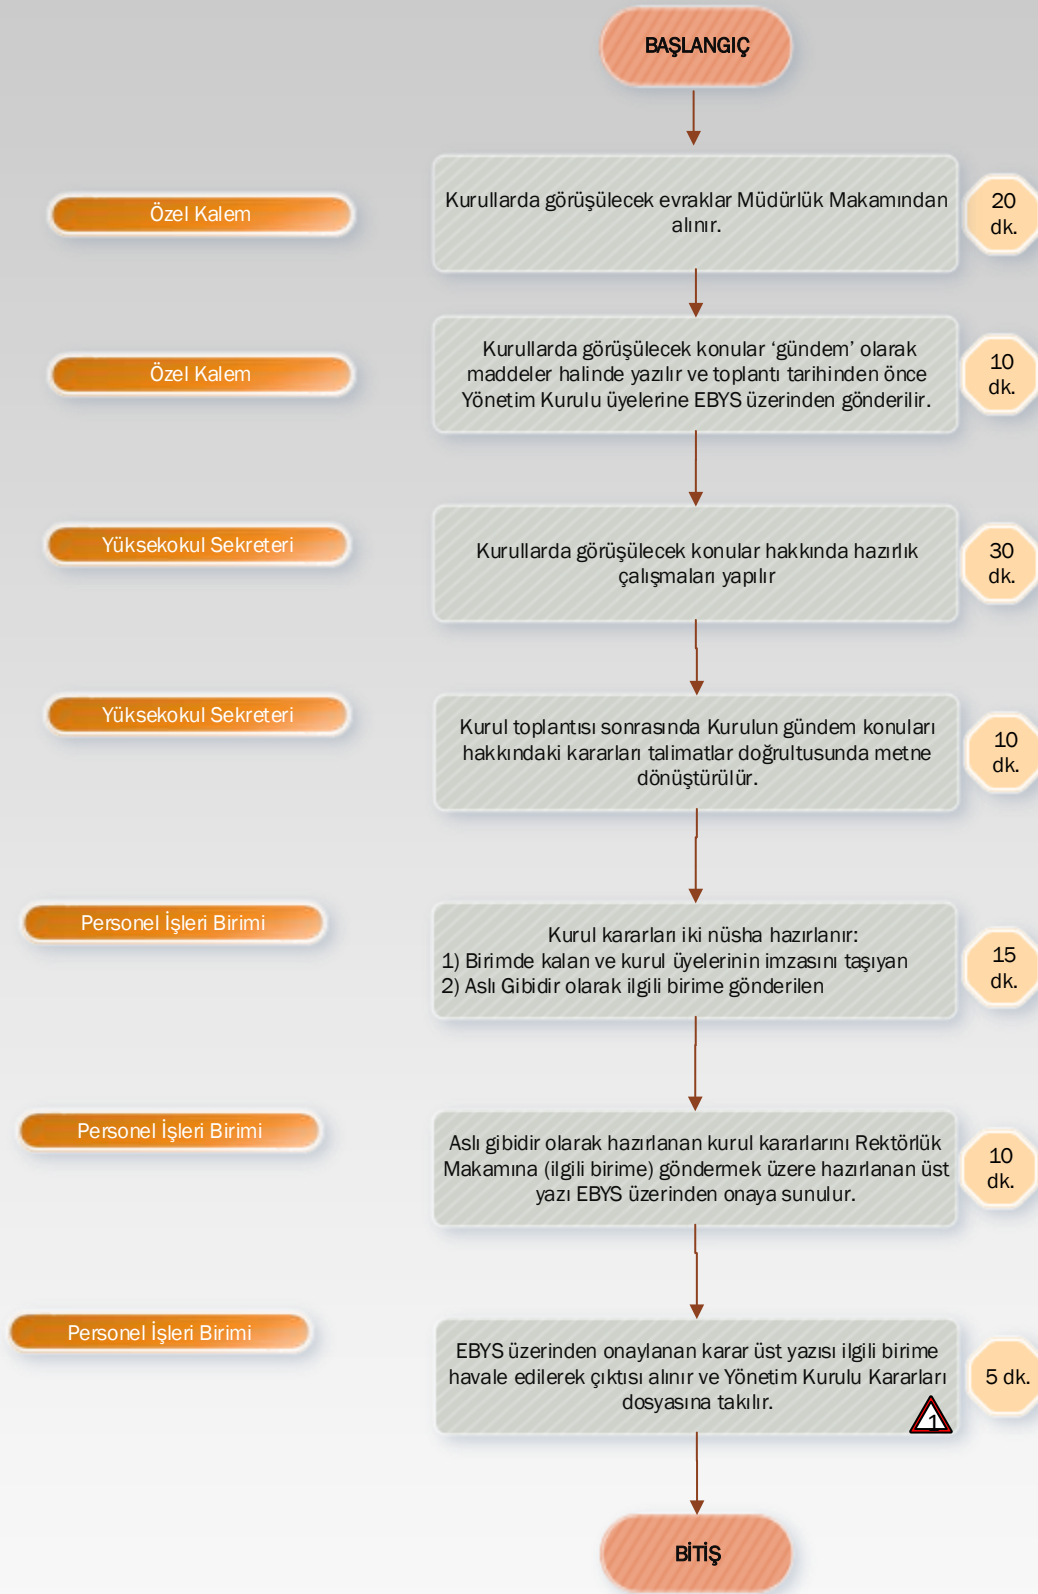 BAŞLANGIÇ
Özel Kalem
Kurullarda görüşülecek evraklar Müdürlük Makamından
alınır.
20
dk.
Özel Kalem
Kurullarda görüşülecek konular ‘gündem’ olarak
maddeler halinde yazılır ve toplantı tarihinden önce
Yönetim Kurulu üyelerine EBYS üzerinden gönderilir.
10
dk.
Yüksekokul Sekreteri
Kurullarda görüşülecek konular hakkında hazırlık
çalışmaları yapılır
30
dk.
Yüksekokul Sekreteri
Kurul toplantısı sonrasında Kurulun gündem konuları
hakkındaki kararları talimatlar doğrultusunda metne
dönüştürülür.
10
dk.
Personel İşleri Birimi
Kurul kararları iki nüsha hazırlanır:
1) Birimde kalan ve kurul üyelerinin imzasını taşıyan
2) Aslı Gibidir olarak ilgili birime gönderilen
15
dk.
Personel İşleri Birimi
Aslı gibidir olarak hazırlanan kurul kararlarını Rektörlük
Makamına (ilgili birime) göndermek üzere hazırlanan üst
yazı EBYS üzerinden onaya sunulur.
10
dk.
Personel İşleri Birimi
EBYS üzerinden onaylanan karar üst yazısı ilgili birime
havale edilerek çıktısı alınır ve Yönetim Kurulu Kararları
dosyasına takılır.
1
5 dk.
BİTİŞ